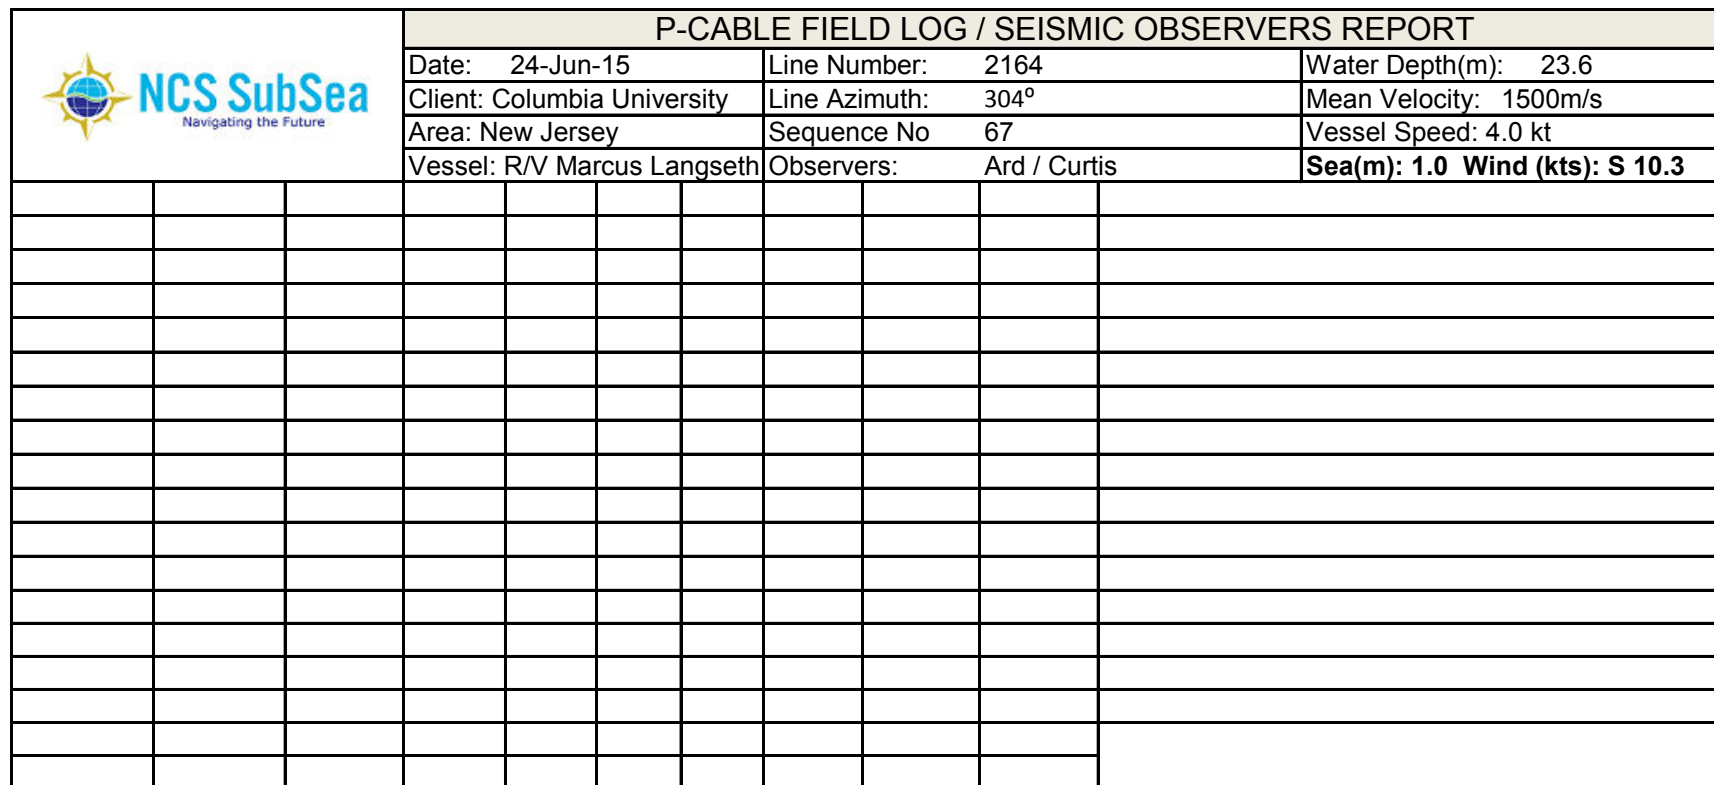 P-CABLE FIELD LOG / SEISMIC OBSERVERS REPORT
NCS SubSea
Navigating the Future
Date: 24-Jun-15 Line Number: 2164 Water Depth(m): 23.6
Client: Columbia University Line Azimuth: 304º Mean Velocity: 1500m/s
Area: New Jersey Sequence No 67 Vessel Speed: 4.0 kt
Vessel: R/V Marcus Langseth Observers: Ard / Curtis Sea(m): 1.0 Wind (kts): S 10.3